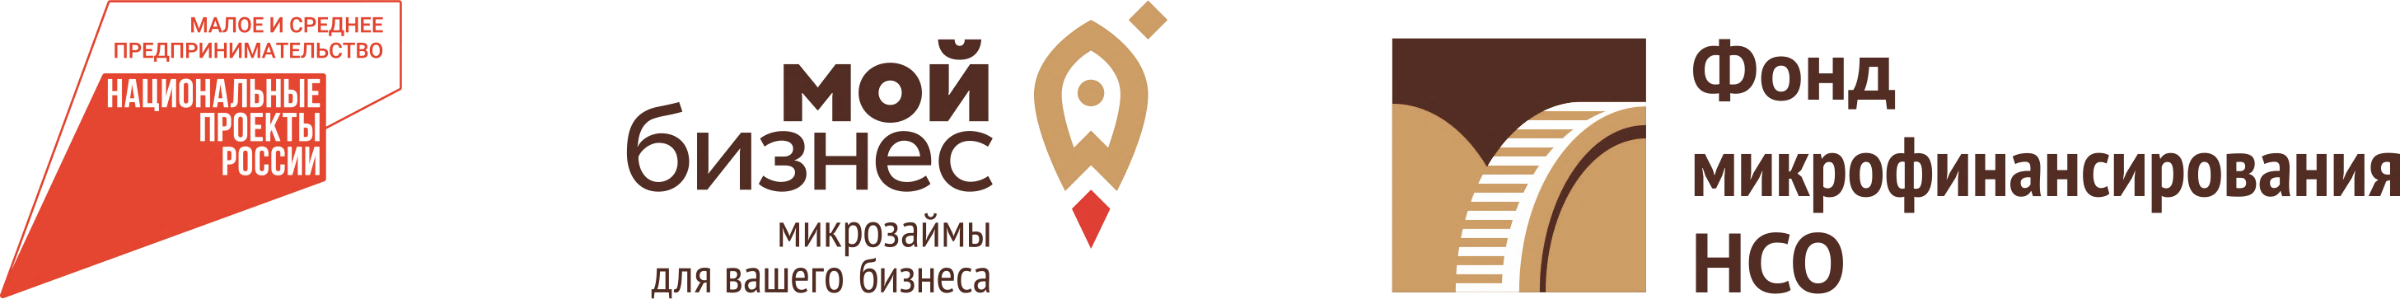 МАЛОЕ И СРЕДНЕЕ
ПРЕДПРИНИМАТЕЛЬСТВО
НАЦИОНАЛЬНЫЕ
ПРОЕКТЫ
РОССИИ
мой
бизнес
микрозаймы
для вашего бизнеса
Фонд
микрофинансирования
НСО